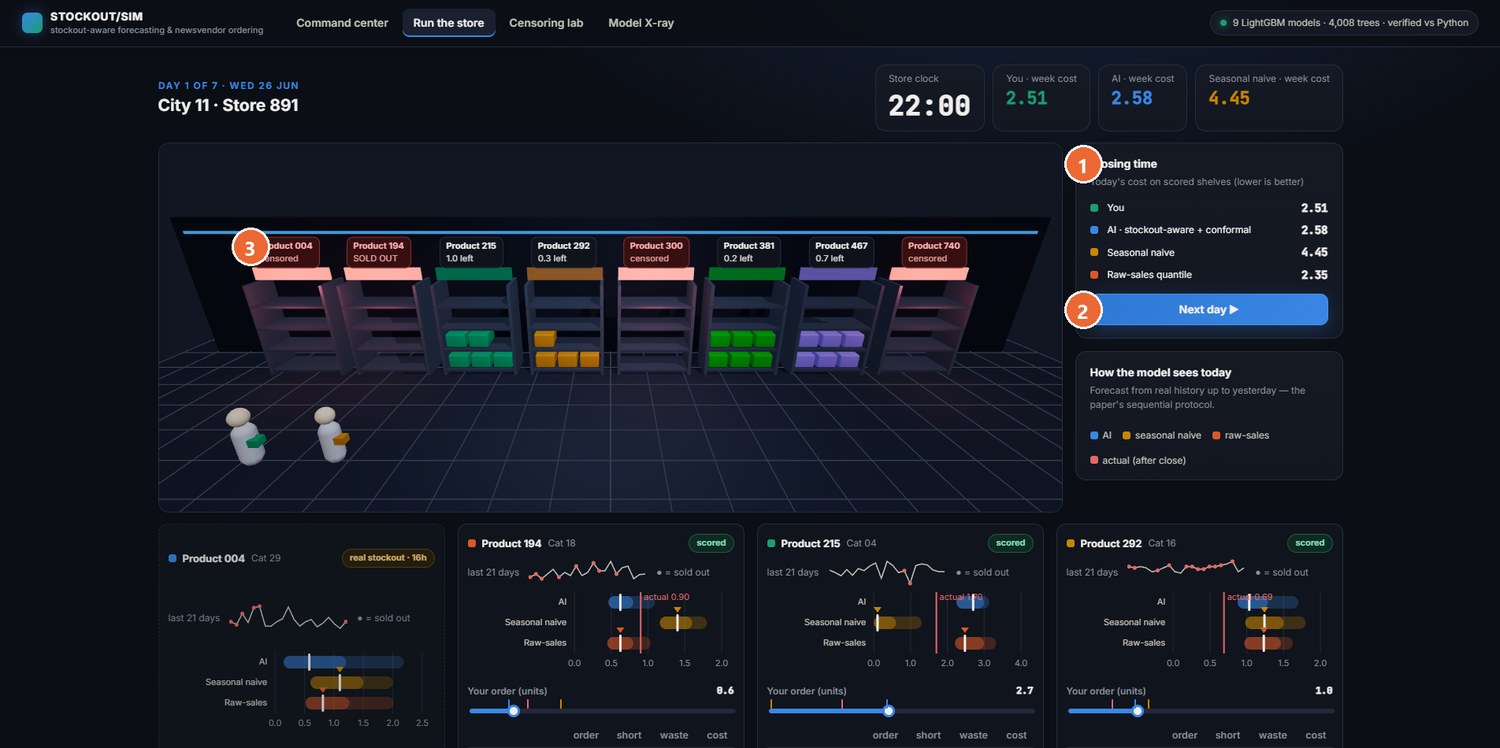 STOCKOUT/SIM
stockout-aware forecasting & newsvendor ordering
Command center
Run the store
Censoring lab
Model X-ray
9 LightGBM models · 4,008 trees · verified vs Python
DAY 1 OF 7 · WED 26 JUN
City 11 · Store 891
Store clock
22:00
You · week cost
2.51
AI · week cost
2.58
Seasonal naive · week cost
4.45
3
oduct 004
ensored
Product 194
SOLD OUT
Product 215
1.0 left
Product 292
0.3 left
Product 300
censored
Product 381
0.2 left
Product 467
0.7 left
Product 740
censored
1
osing time
oday's cost on scored shelves (lower is better)
You 2.51
AI · stockout-aware + conformal 2.58
Seasonal naive 4.45
Raw-sales quantile 2.35
2
Next day ▶
How the model sees today
Forecast from real history up to yesterday — the
paper's sequential protocol.
AI seasonal naive raw-sales
actual (after close)
Product 004 Cat 29 real stockout · 16h
last 21 days = sold out
AI
Seasonal naive
Raw-sales
0.0 0.5 1.0 1.5 2.0 2.5
Product 194 Cat 18 scored
last 21 days = sold out
actual 0.90
AI
Seasonal naive
Raw-sales
0.0 0.5 1.0 1.5 2.0
Your order (units) 0.6
order short waste cost
Product 215 Cat 04 scored
last 21 days = sold out
actual 1.70
AI
Seasonal naive
Raw-sales
0.0 1.0 2.0 3.0 4.0
Your order (units) 2.7
order short waste cost
Product 292 Cat 16 scored
last 21 days = sold out
actual 0.69
AI
Seasonal naive
Raw-sales
0.0 0.5 1.0 1.5 2.0
Your order (units) 1.0
order short waste cost